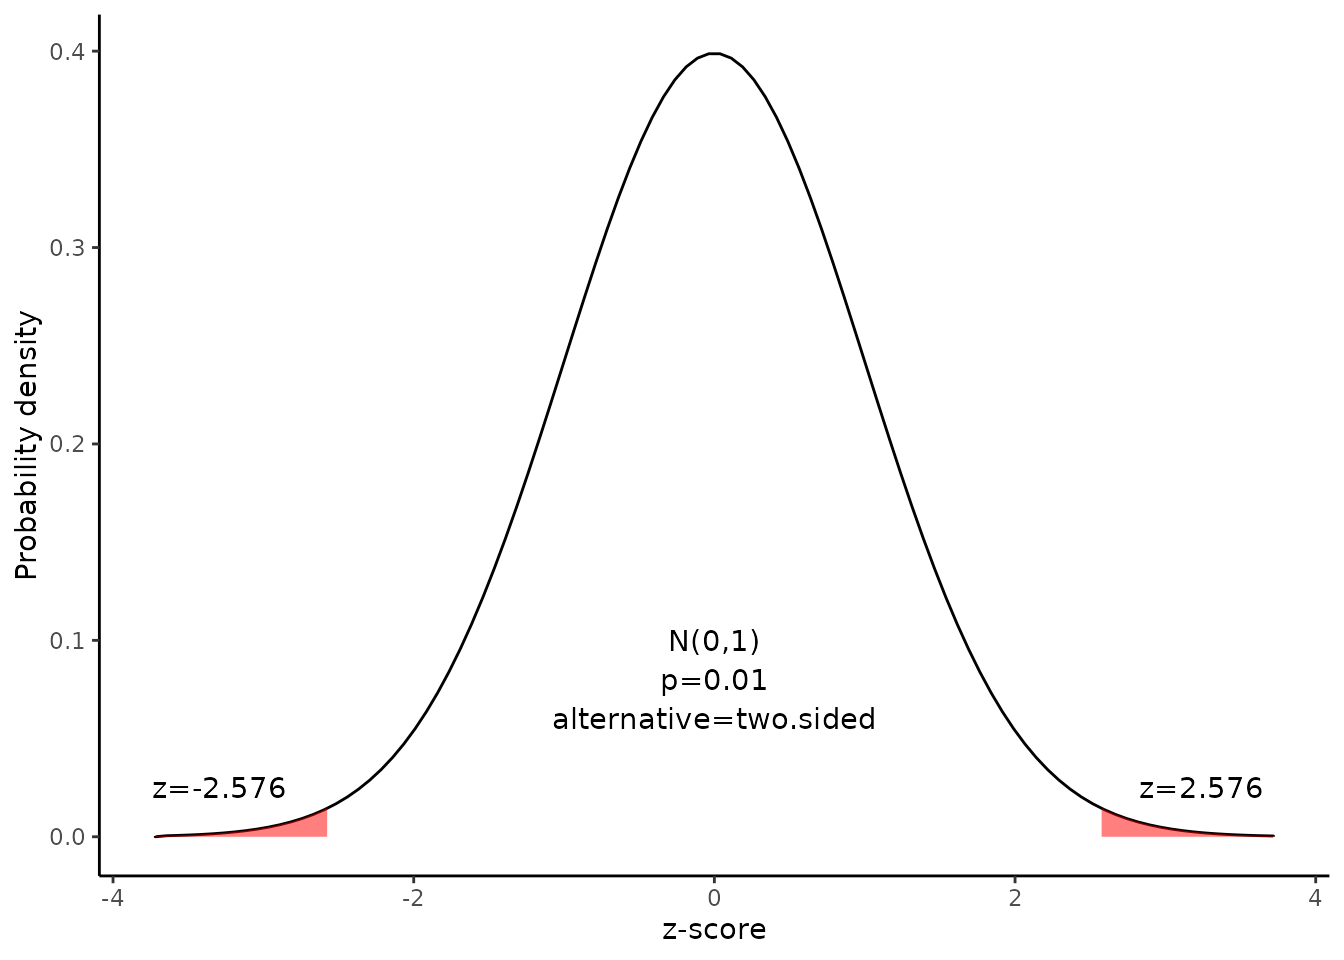 0.4
0.3
0.2
0.1
0.0
Probability density
N(0,1)
p=0.01
alternative=two.sided
z=-2.576
z=2.576
-4
-2
0
2
4
z-score